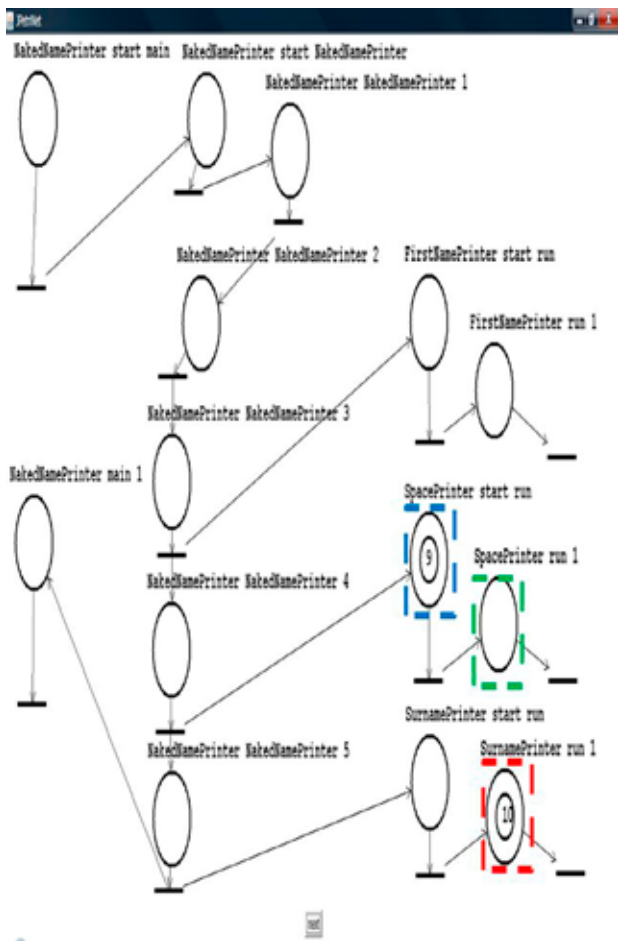 JPetriNet
NakedNamePrinter start main
NakedNamePrinter start NakedNamePrinter
NakedNamePrinter NakedNamePrinter 1
NakedNamePrinter NakedNamePrinter 2
FirstNamePrinter start run
FirstNamePrinter run 1
NakedNamePrinter NakedNamePrinter 3
NakedNamePrinter main 1
SpacePrinter start run
9
SpacePrinter run 1
NakedNamePrinter NakedNamePrinter 4
SurnamePrinter start run
NakedNamePrinter NakedNamePrinter 5
SurnamePrinter run 1
10
next